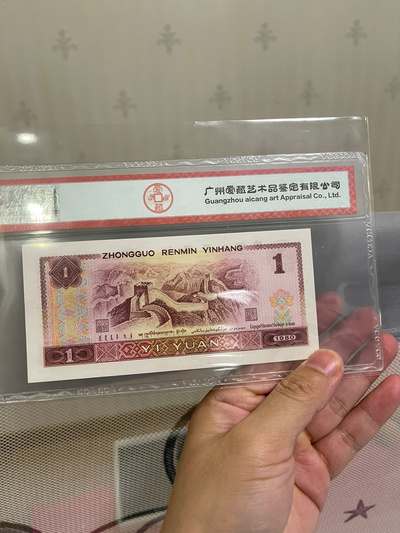 广州爱藏艺术品鉴定有限公司
Guangzhou aicang art Appraisal Co., Ltd.
ZHONGGUO RENMIN YINHANG
1
1
1
YI YUAN
1980